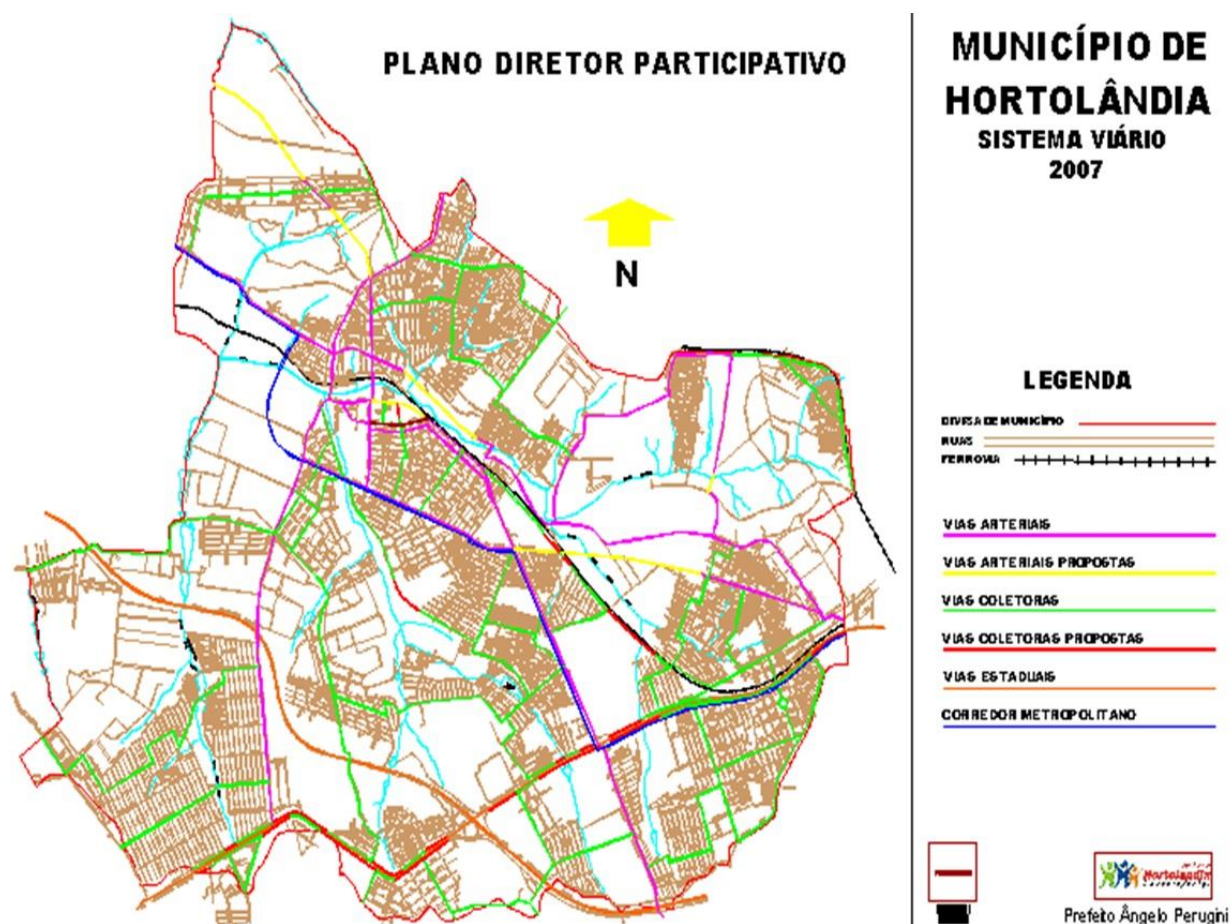 PLANO DIRETOR PARTICIPATIVO
N
MUNICÍPIO DE
HORTOLÂNDIA
SISTEMA VIÁRIO
2007
LEGENDA
DIVISA DE MUNICÍPIO
RUAS
FERROVIA
VIAS ARTERIAIS
VIAS ARTERIAIS PROPOSTAS
VIAS COLETORAS
VIAS COLETORAS PROPOSTAS
VIAS ESTADUAIS
CORREDOR METROPOLITANO
Hortolândia
Prefeito Ângelo Perugini